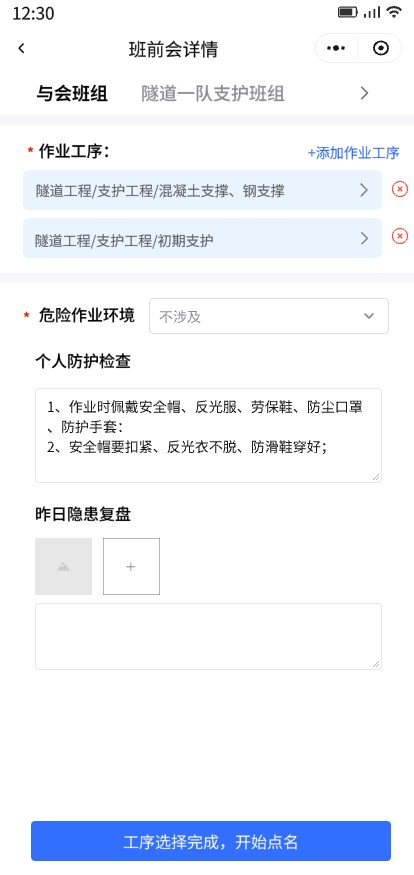 12:30
班前会详情
与会班组 隧道一队支护班组
* 作业工序： +添加作业工序
隧道工程/支护工程/混凝土支撑、钢支撑
隧道工程/支护工程/初期支护
* 危险作业环境 不涉及
个人防护检查
1、作业时佩戴安全帽、反光服、劳保鞋、防尘口罩
、防护手套：
2、安全帽要扣紧、反光衣不脱、防滑鞋穿好；
昨日隐患复盘
工序选择完成，开始点名